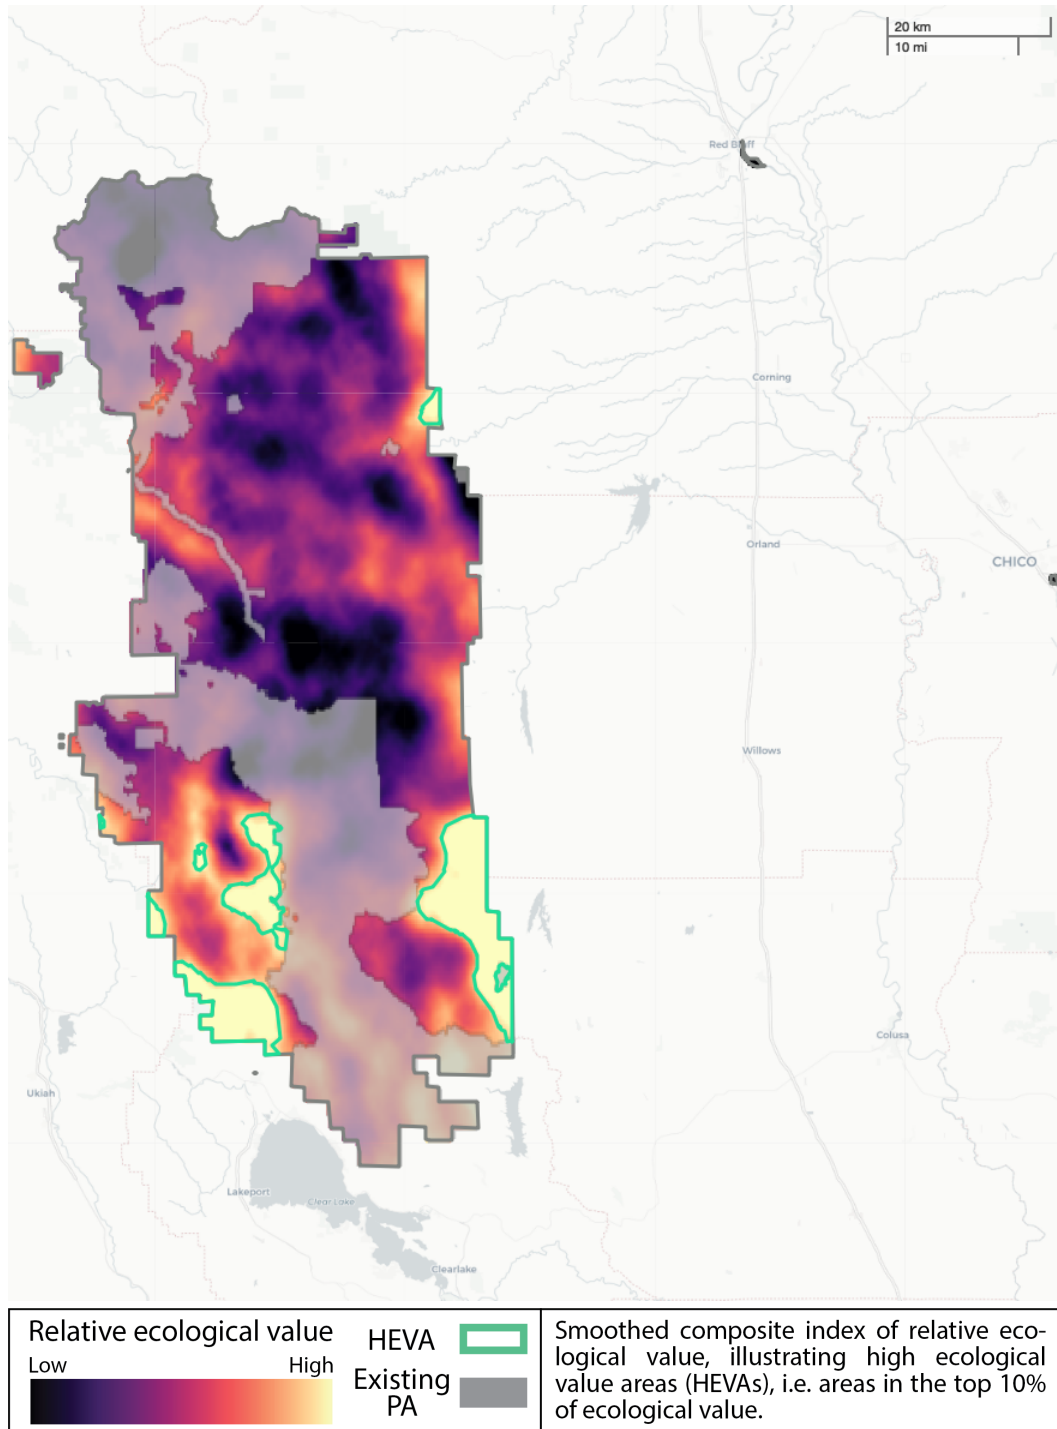 20 km
10 mi
Red Bluff
Corning
Orland
CHICO
Willows
Colusa
Ukiah
Lakeport
Clear Lake
Clearlake
Relative ecological value
Low High
HEVA
Existing
PA
Smoothed composite index of relative eco-
logical value, illustrating high ecological
value areas (HEVAs), i.e. areas in the top 10%
of ecological value.